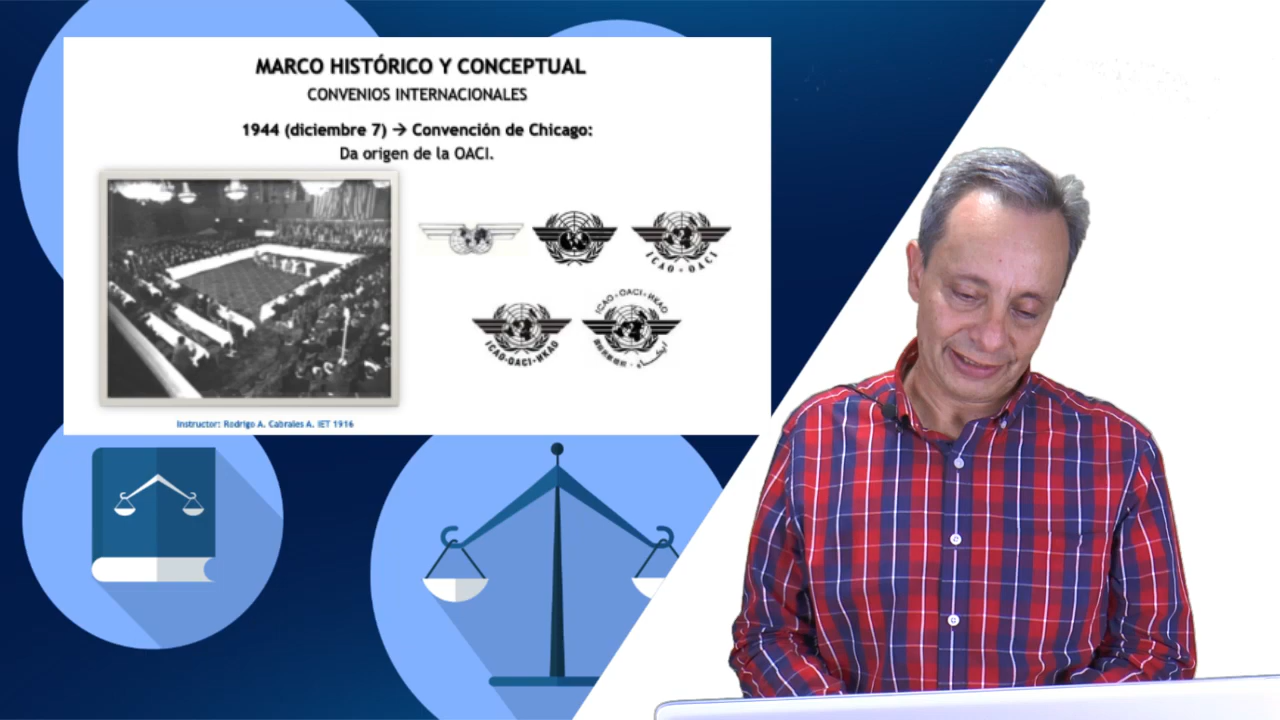 MARCO HISTÓRICO Y CONCEPTUAL
CONVENIOS INTERNACIONALES
1944 (diciembre 7) → Convención de Chicago:
Da origen de la OACI.
ICAO - OACI
ICAO · OACI · ИКАО
ICAO-OACI-ИКАО
Instructor: Rodrigo A. Cabrales A. IET 1916